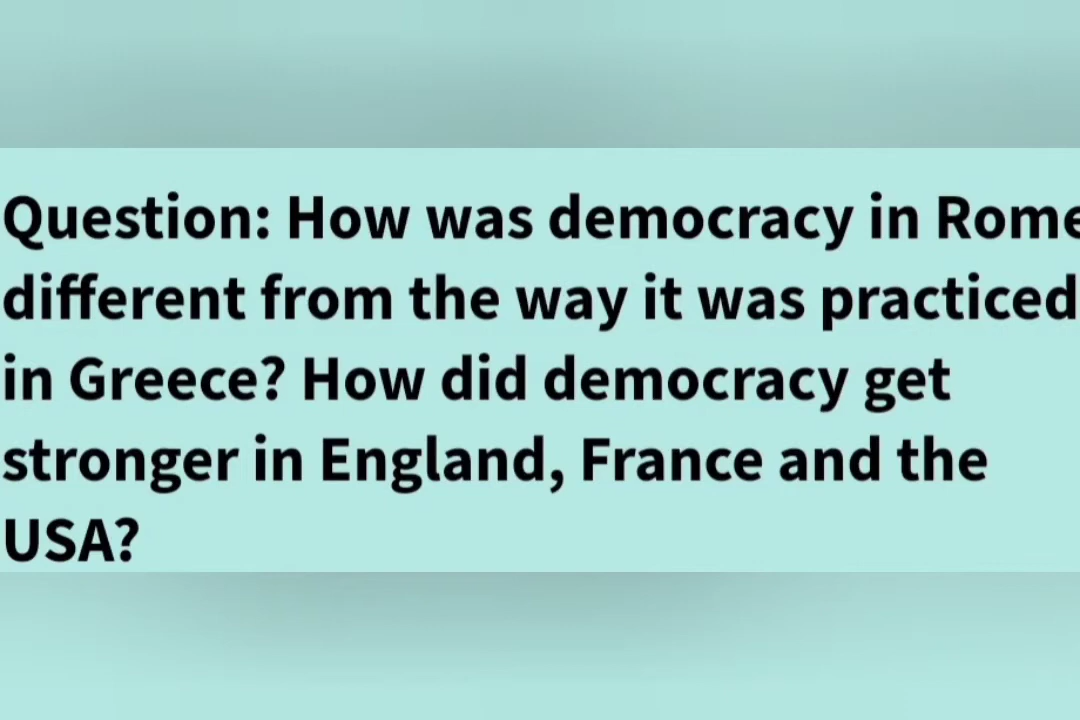 Question: How was democracy in Rome
different from the way it was practiced
in Greece? How did democracy get
stronger in England, France and the
USA?